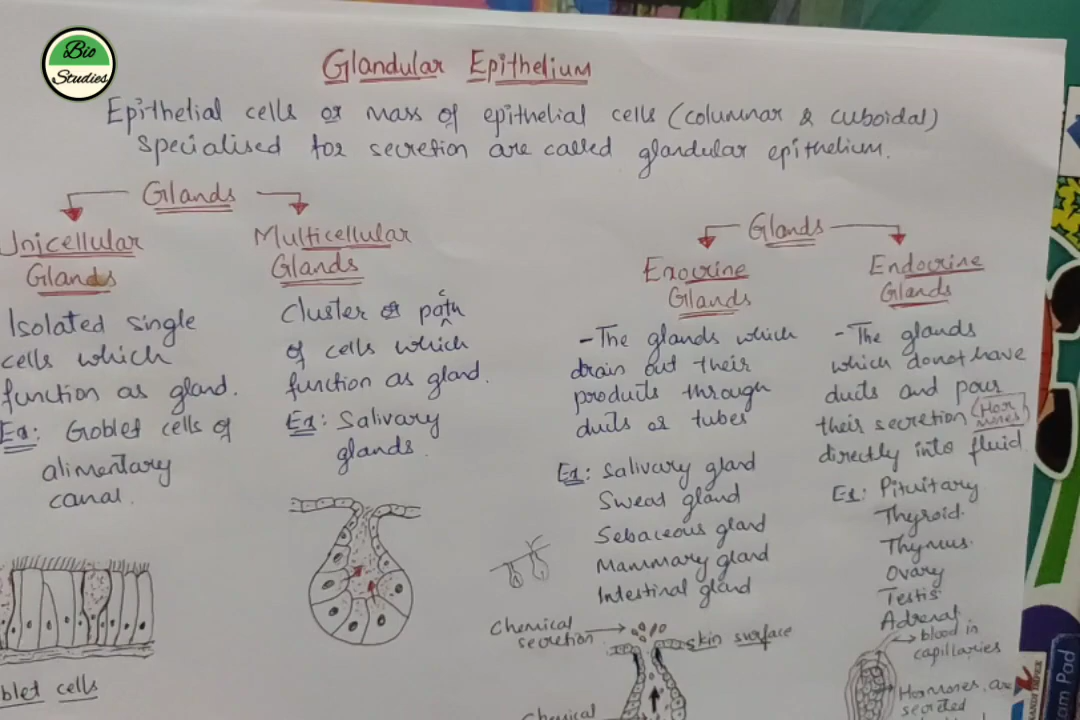 Bio
Studies
Glandular Epithelium
Epithelial cells or mass of epithelial cells (columnar & cuboidal)
specialised for secretion are called glandular epithelium.
Glands
Unicellular
Glands
Isolated single
cells which
function as gland.
Ex: Goblet cells of
alimentary
canal.
Multicellular
Glands
Cluster of patch
of cells which
function as gland.
Ex: Salivary
glands.
Glands
Exocrine
Glands
-The glands which
drain out their
products through
ducts or tubes
Ex: Salivary gland
Sweat gland
Sebaceous gland
Mammary gland
Intestinal gland
Endocrine
Glands
-The glands
which donot have
ducts and pour
their secretion (Hormones)
directly into fluid.
Ex: Pituitary
Thyroid.
Thymus.
Ovary
Testis
Adrenal.
blet cells
Chemical
secretion
skin surface
Chemical
blood in
capillaries
Hormones are
secreted
am Pad